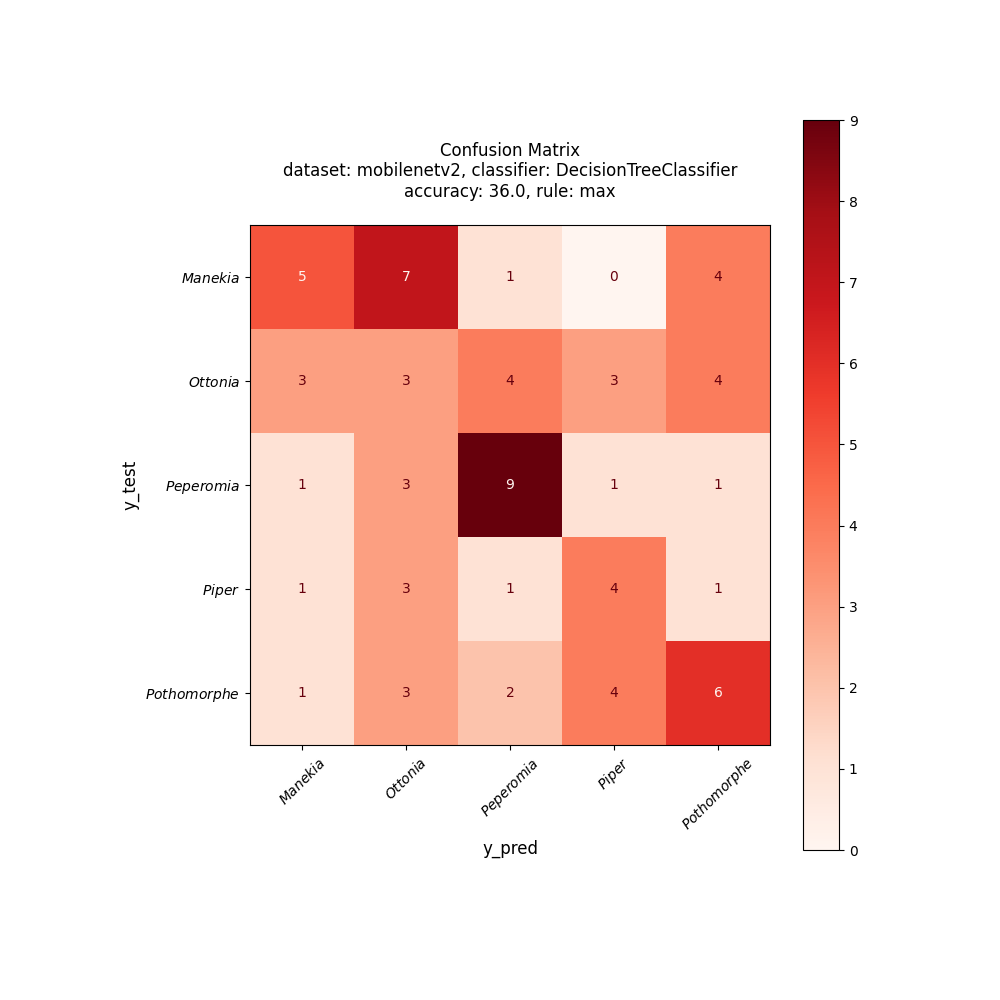 Confusion Matrix
dataset: mobilenetv2, classifier: DecisionTreeClassifier
accuracy: 36.0, rule: max
Manekia 5 7 1 0 4
Ottonia 3 3 4 3 4
Peperomia 1 3 9 1 1
Piper 1 3 1 4 1
Pothomorphe 1 3 2 4 6
y_test
Manekia Ottonia Peperomia Piper Pothomorphe
y_pred
9
8
7
6
5
4
3
2
1
0